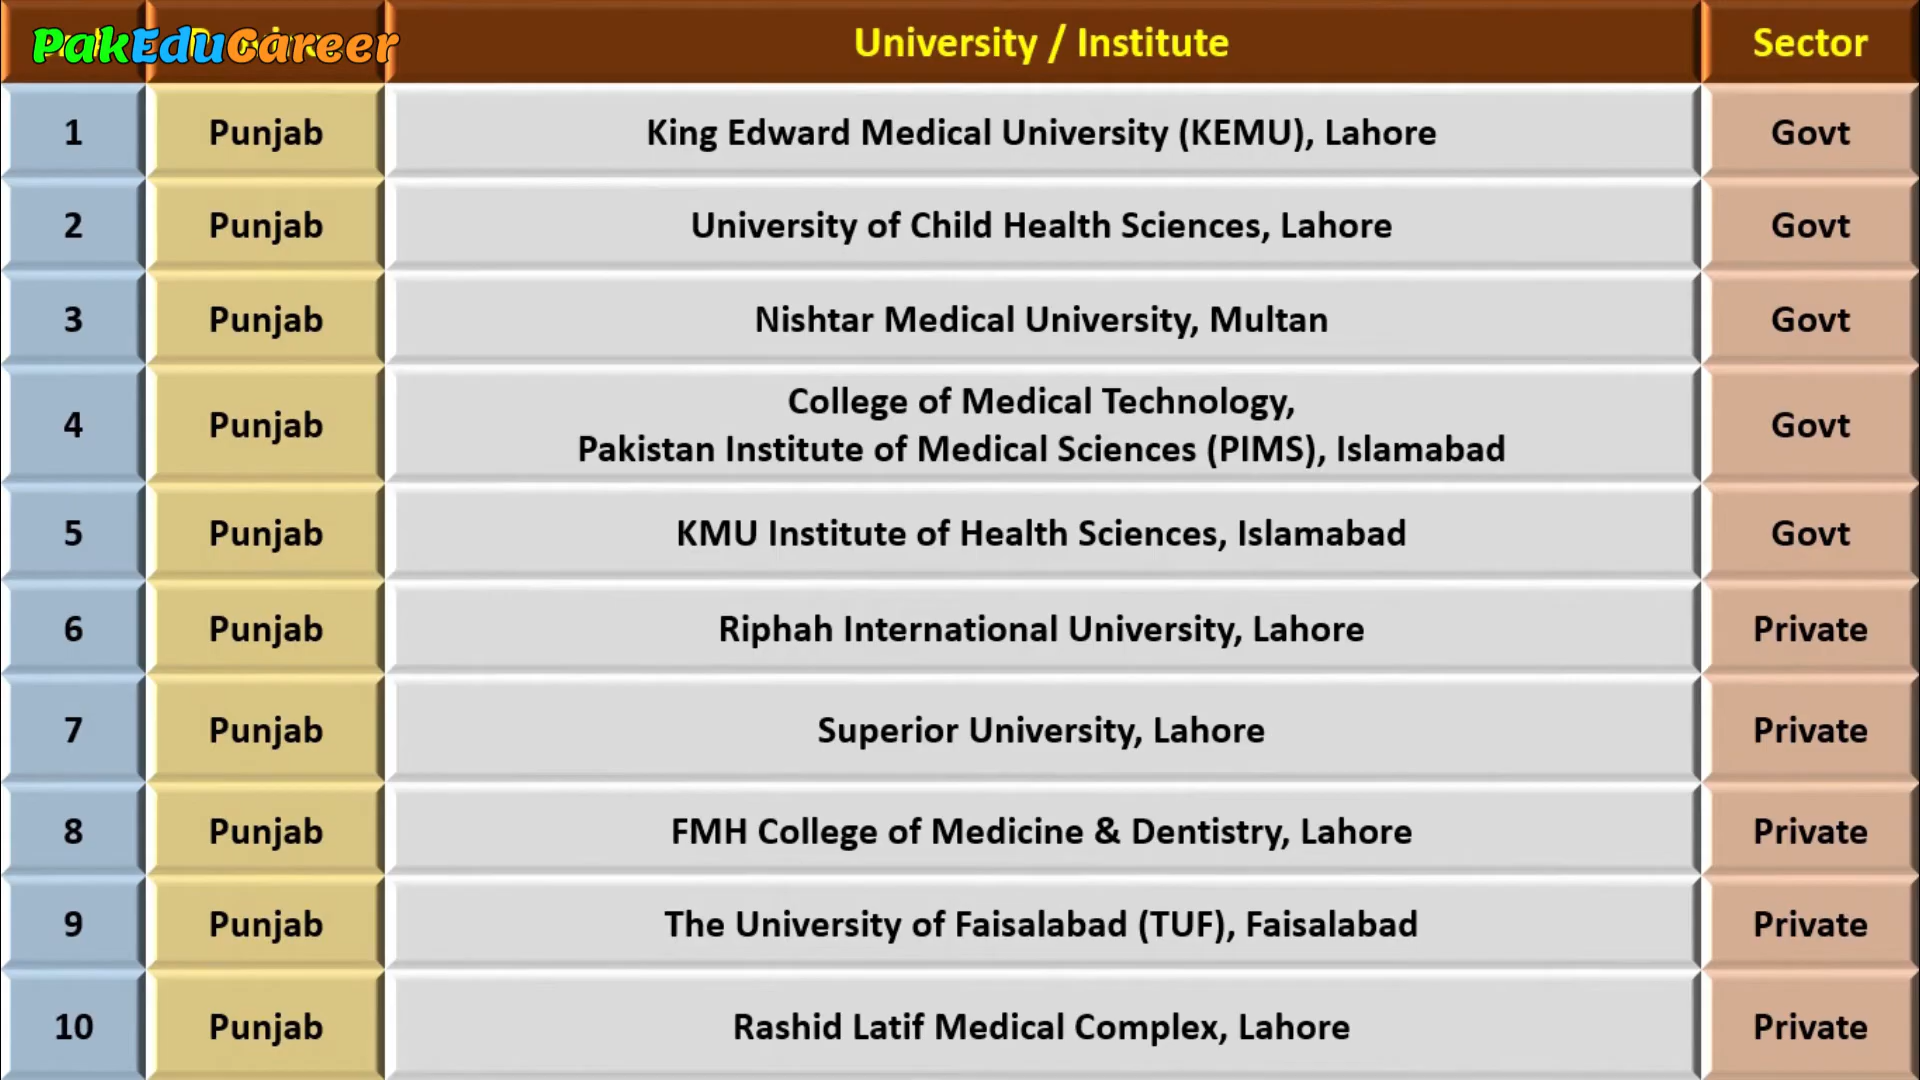 PakEduCareer
University / Institute Sector
1 Punjab King Edward Medical University (KEMU), Lahore Govt
2 Punjab University of Child Health Sciences, Lahore Govt
3 Punjab Nishtar Medical University, Multan Govt
4 Punjab College of Medical Technology,
Pakistan Institute of Medical Sciences (PIMS), Islamabad Govt
5 Punjab KMU Institute of Health Sciences, Islamabad Govt
6 Punjab Riphah International University, Lahore Private
7 Punjab Superior University, Lahore Private
8 Punjab FMH College of Medicine & Dentistry, Lahore Private
9 Punjab The University of Faisalabad (TUF), Faisalabad Private
10 Punjab Rashid Latif Medical Complex, Lahore Private